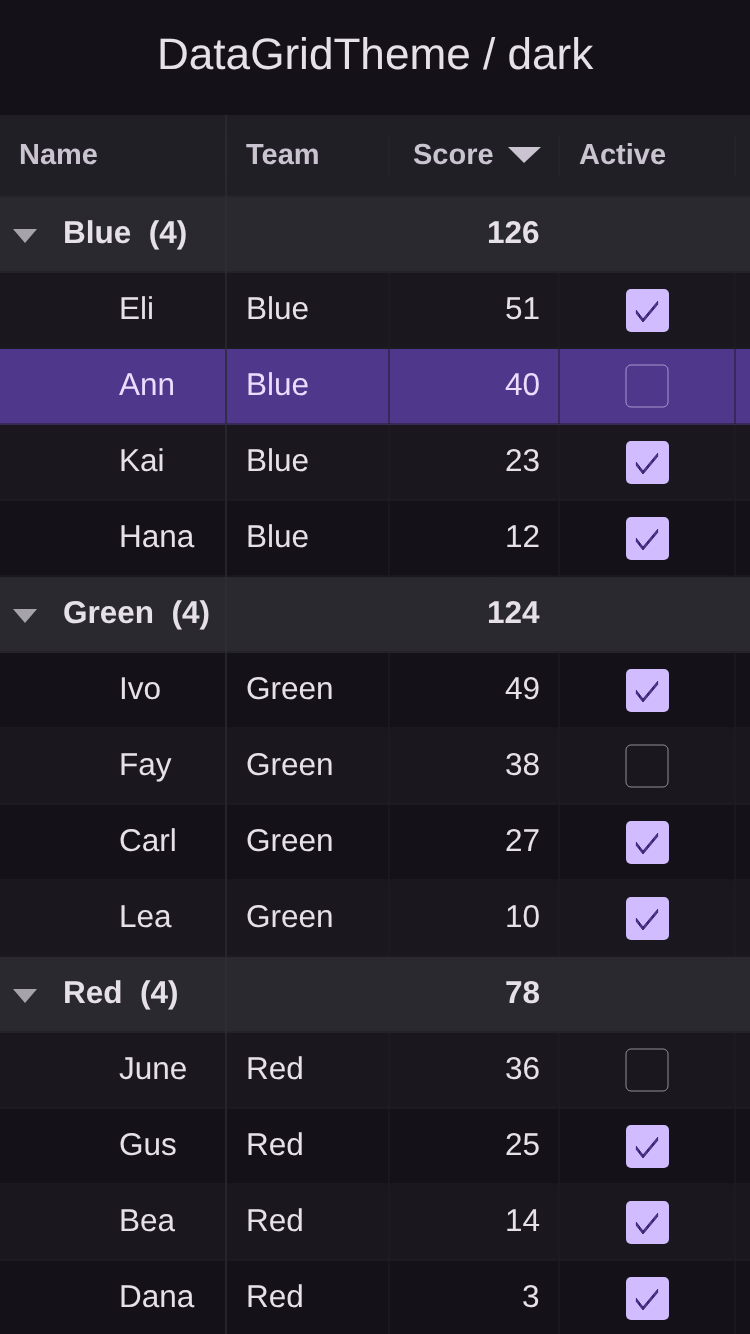 DataGridTheme / dark
Name Team Score Active
Blue (4) 126
Eli Blue 51
Ann Blue 40
Kai Blue 23
Hana Blue 12
Green (4) 124
Ivo Green 49
Fay Green 38
Carl Green 27
Lea Green 10
Red (4) 78
June Red 36
Gus Red 25
Bea Red 14
Dana Red 3